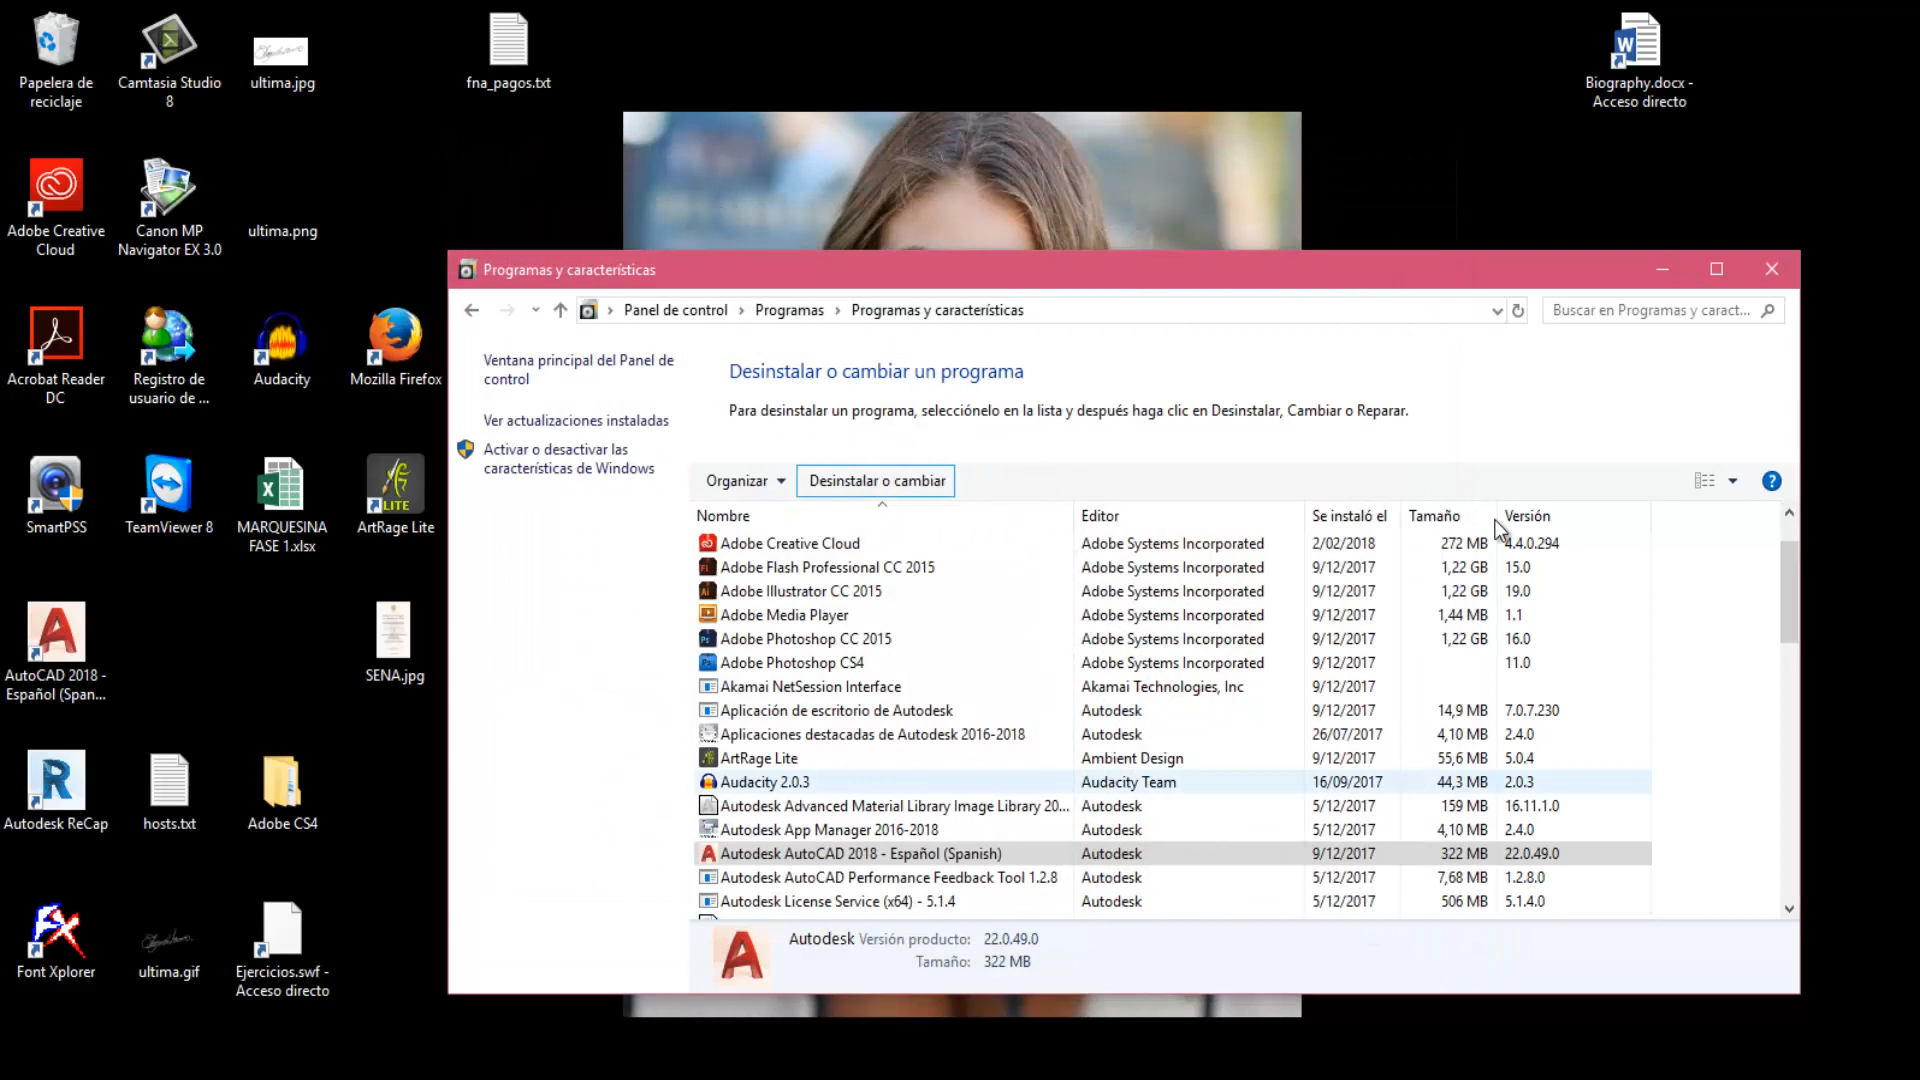 Papelera de
reciclaje
Camtasia Studio
8
ultima.jpg
fna_pagos.txt
Biography.docx -
Acceso directo
Adobe Creative
Cloud
Canon MP
Navigator EX 3.0
ultima.png
Acrobat Reader
DC
Registro de
usuario de ...
Audacity
Mozilla Firefox
SmartPSS
TeamViewer 8
MARQUESINA
FASE 1.xlsx
LITE
ArtRage Lite
AutoCAD 2018 -
Español (Span...
SENA.jpg
Autodesk ReCap
hosts.txt
Adobe CS4
Font Xplorer
ultima.gif
Ejercicios.swf -
Acceso directo
Programas y características
Panel de control > Programas > Programas y características
Buscar en Programas y caract...
Ventana principal del Panel de
control
Ver actualizaciones instaladas
Activar o desactivar las
características de Windows
Desinstalar o cambiar un programa
Para desinstalar un programa, selecciónelo en la lista y después haga clic en Desinstalar, Cambiar o Reparar.
Organizar Desinstalar o cambiar
Nombre Editor Se instaló el Tamaño Versión
Adobe Creative Cloud Adobe Systems Incorporated 2/02/2018 272 MB 4.4.0.294
Adobe Flash Professional CC 2015 Adobe Systems Incorporated 9/12/2017 1,22 GB 15.0
Adobe Illustrator CC 2015 Adobe Systems Incorporated 9/12/2017 1,22 GB 19.0
Adobe Media Player Adobe Systems Incorporated 9/12/2017 1,44 MB 1.1
Adobe Photoshop CC 2015 Adobe Systems Incorporated 9/12/2017 1,22 GB 16.0
Adobe Photoshop CS4 Adobe Systems Incorporated 9/12/2017 11.0
Akamai NetSession Interface Akamai Technologies, Inc 9/12/2017
Aplicación de escritorio de Autodesk Autodesk 9/12/2017 14,9 MB 7.0.7.230
Aplicaciones destacadas de Autodesk 2016-2018 Autodesk 26/07/2017 4,10 MB 2.4.0
ArtRage Lite Ambient Design 9/12/2017 55,6 MB 5.0.4
Audacity 2.0.3 Audacity Team 16/09/2017 44,3 MB 2.0.3
Autodesk Advanced Material Library Image Library 20... Autodesk 5/12/2017 159 MB 16.11.1.0
Autodesk App Manager 2016-2018 Autodesk 5/12/2017 4,10 MB 2.4.0
Autodesk AutoCAD 2018 - Español (Spanish) Autodesk 9/12/2017 322 MB 22.0.49.0
Autodesk AutoCAD Performance Feedback Tool 1.2.8 Autodesk 5/12/2017 7,68 MB 1.2.8.0
Autodesk License Service (x64) - 5.1.4 Autodesk 5/12/2017 506 MB 5.1.4.0
Autodesk Versión producto: 22.0.49.0
Tamaño: 322 MB